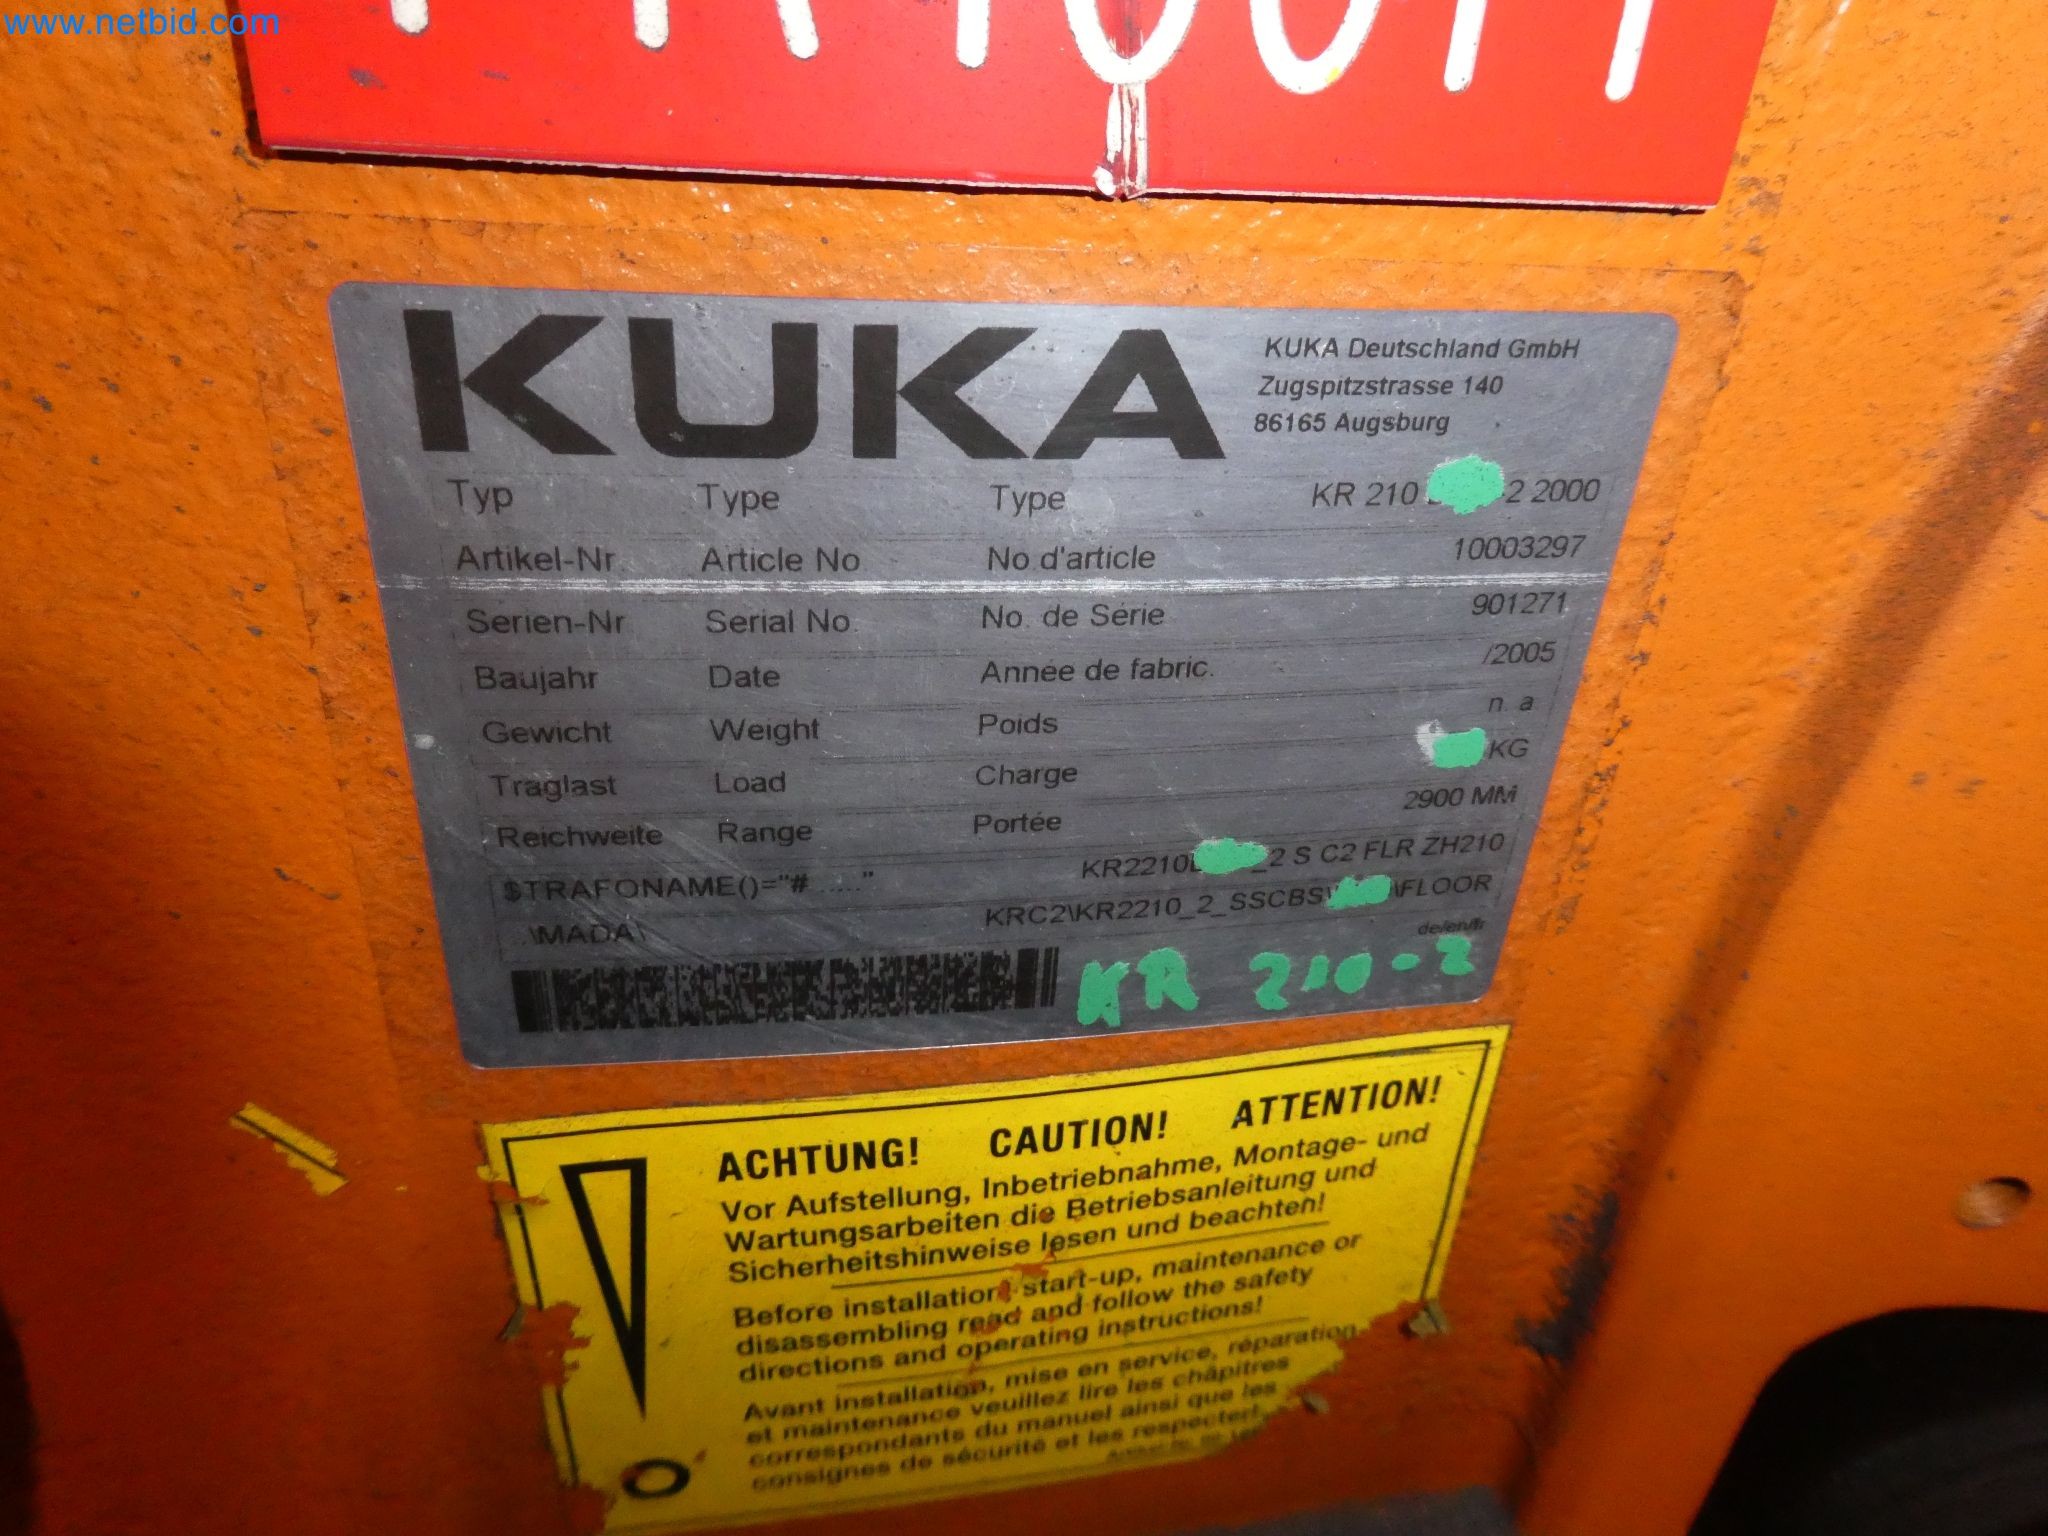 www.netbid.com
KUKA
KUKA Deutschland GmbH
Zugspitzstrasse 140
86165 Augsburg
Typ Type Type KR 210 -2 2000
Artikel-Nr. Article No No d'article 10003297
Serien-Nr Serial No. No. de Série 901271
Baujahr Date Année de fabric. /2005
Gewicht Weight Poids n. a
Traglast Load Charge KG
Reichweite Range Portée 2900 MM
$TRAFONAME()="# ....." KR2210L _2 S C2 FLR ZH210
..\MADA\ KRC2\KR2210_2_SSCBS\ \FLOOR
de/en/fr
KR 210-2
ACHTUNG! CAUTION! ATTENTION!
Vor Aufstellung, Inbetriebnahme, Montage- und
Wartungsarbeiten die Betriebsanleitung und
Sicherheitshinweise lesen und beachten!
Before installation, start-up, maintenance or
disassembling read and follow the safety
directions and operating instructions!
Avant installation, mise en service, réparation
et maintenance veuillez lire les châpitres
correspondants du manuel ainsi que les
consignes de sécurité et les respecter!